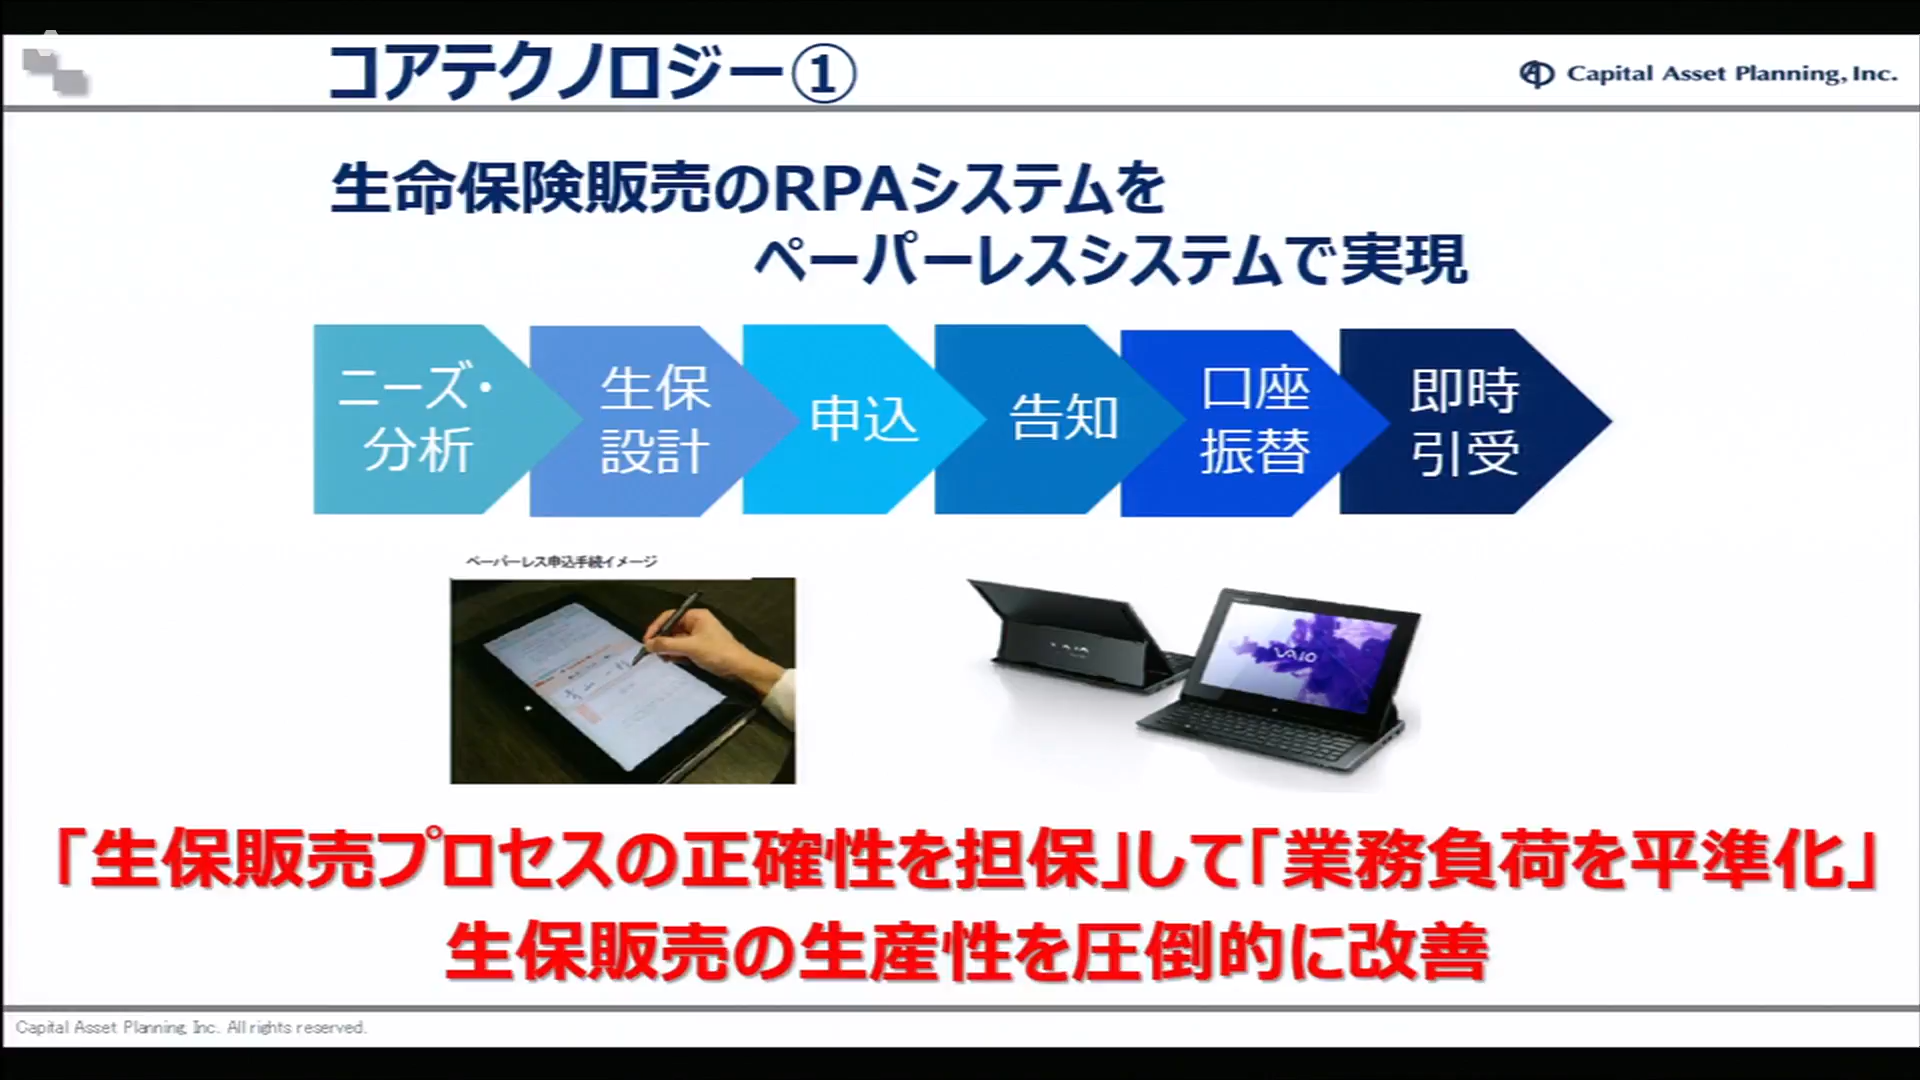 コアテクノロジー①
Capital Asset Planning, Inc.
生命保険販売のRPAシステムを
ペーパーレスシステムで実現
ニーズ・
分析
生保
設計
申込
告知
口座
振替
即時
引受
ペーパーレス申込手続イメージ
VAIO
VAIO
「生保販売プロセスの正確性を担保」して「業務負荷を平準化」
生保販売の生産性を圧倒的に改善
Capital Asset Planning, Inc. All rights reserved.